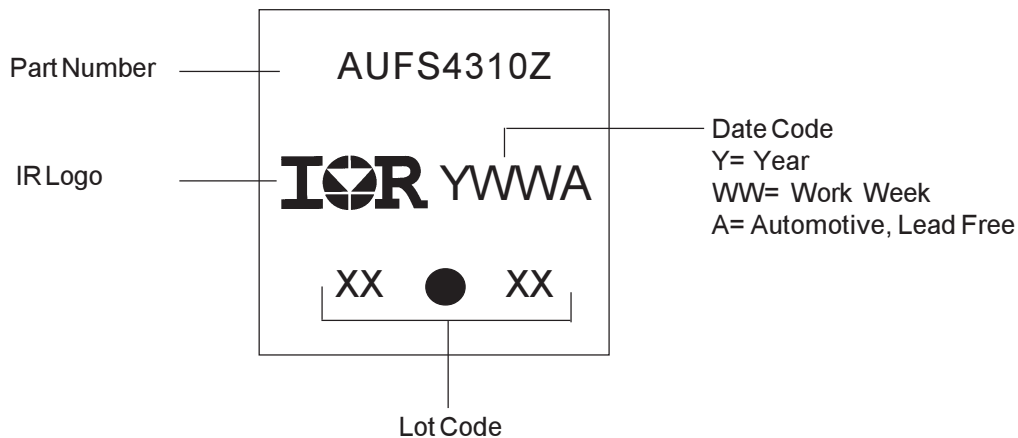 Part Number
AUFS4310Z
IR Logo
IOR YWWA
Date Code
Y= Year
WW= Work Week
A= Automotive, Lead Free
XX XX
Lot Code